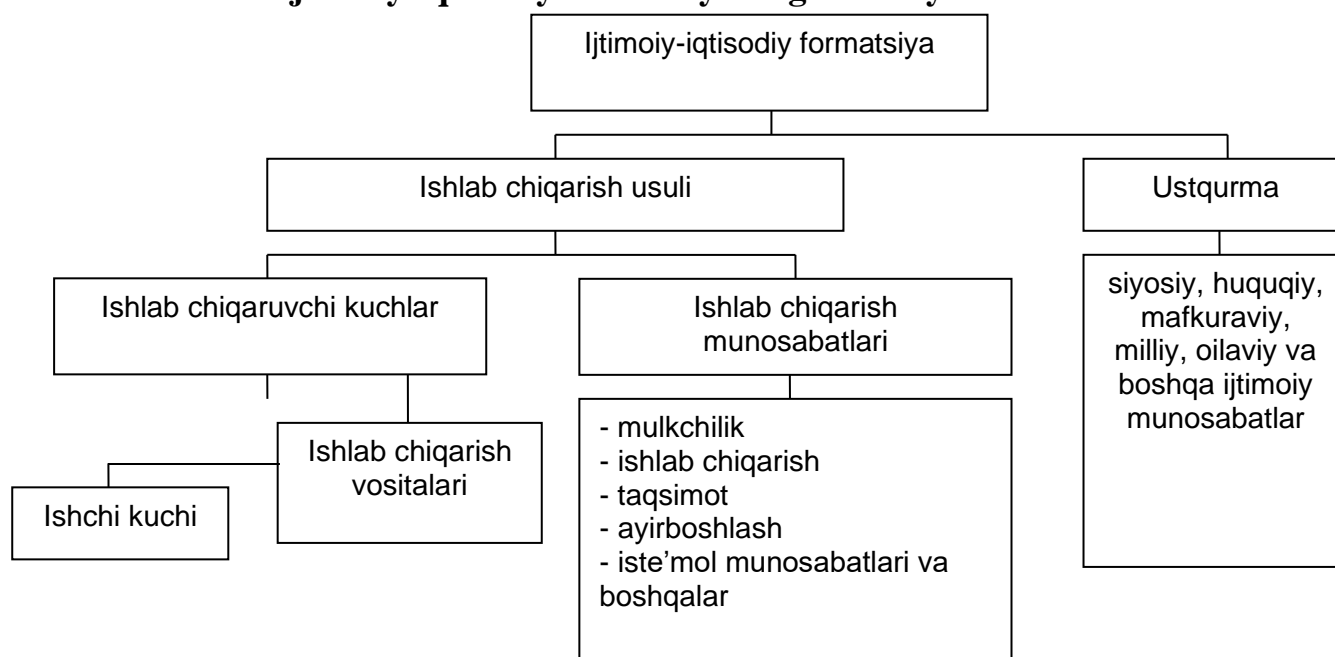 Ijtimoiy-iqtisodiy formatsiya
Ishlab chiqarish usuli
Ustqurma
Ishlab chiqaruvchi kuchlar
Ishlab chiqarish
munosabatlari
siyosiy, huquqiy,
mafkuraviy,
milliy, oilaviy va
boshqa ijtimoiy
munosabatlar
Ishlab chiqarish
vositalari
Ishchi kuchi
- mulkchilik
- ishlab chiqarish
- taqsimot
- ayirboshlash
- iste’mol munosabatlari va
boshqalar